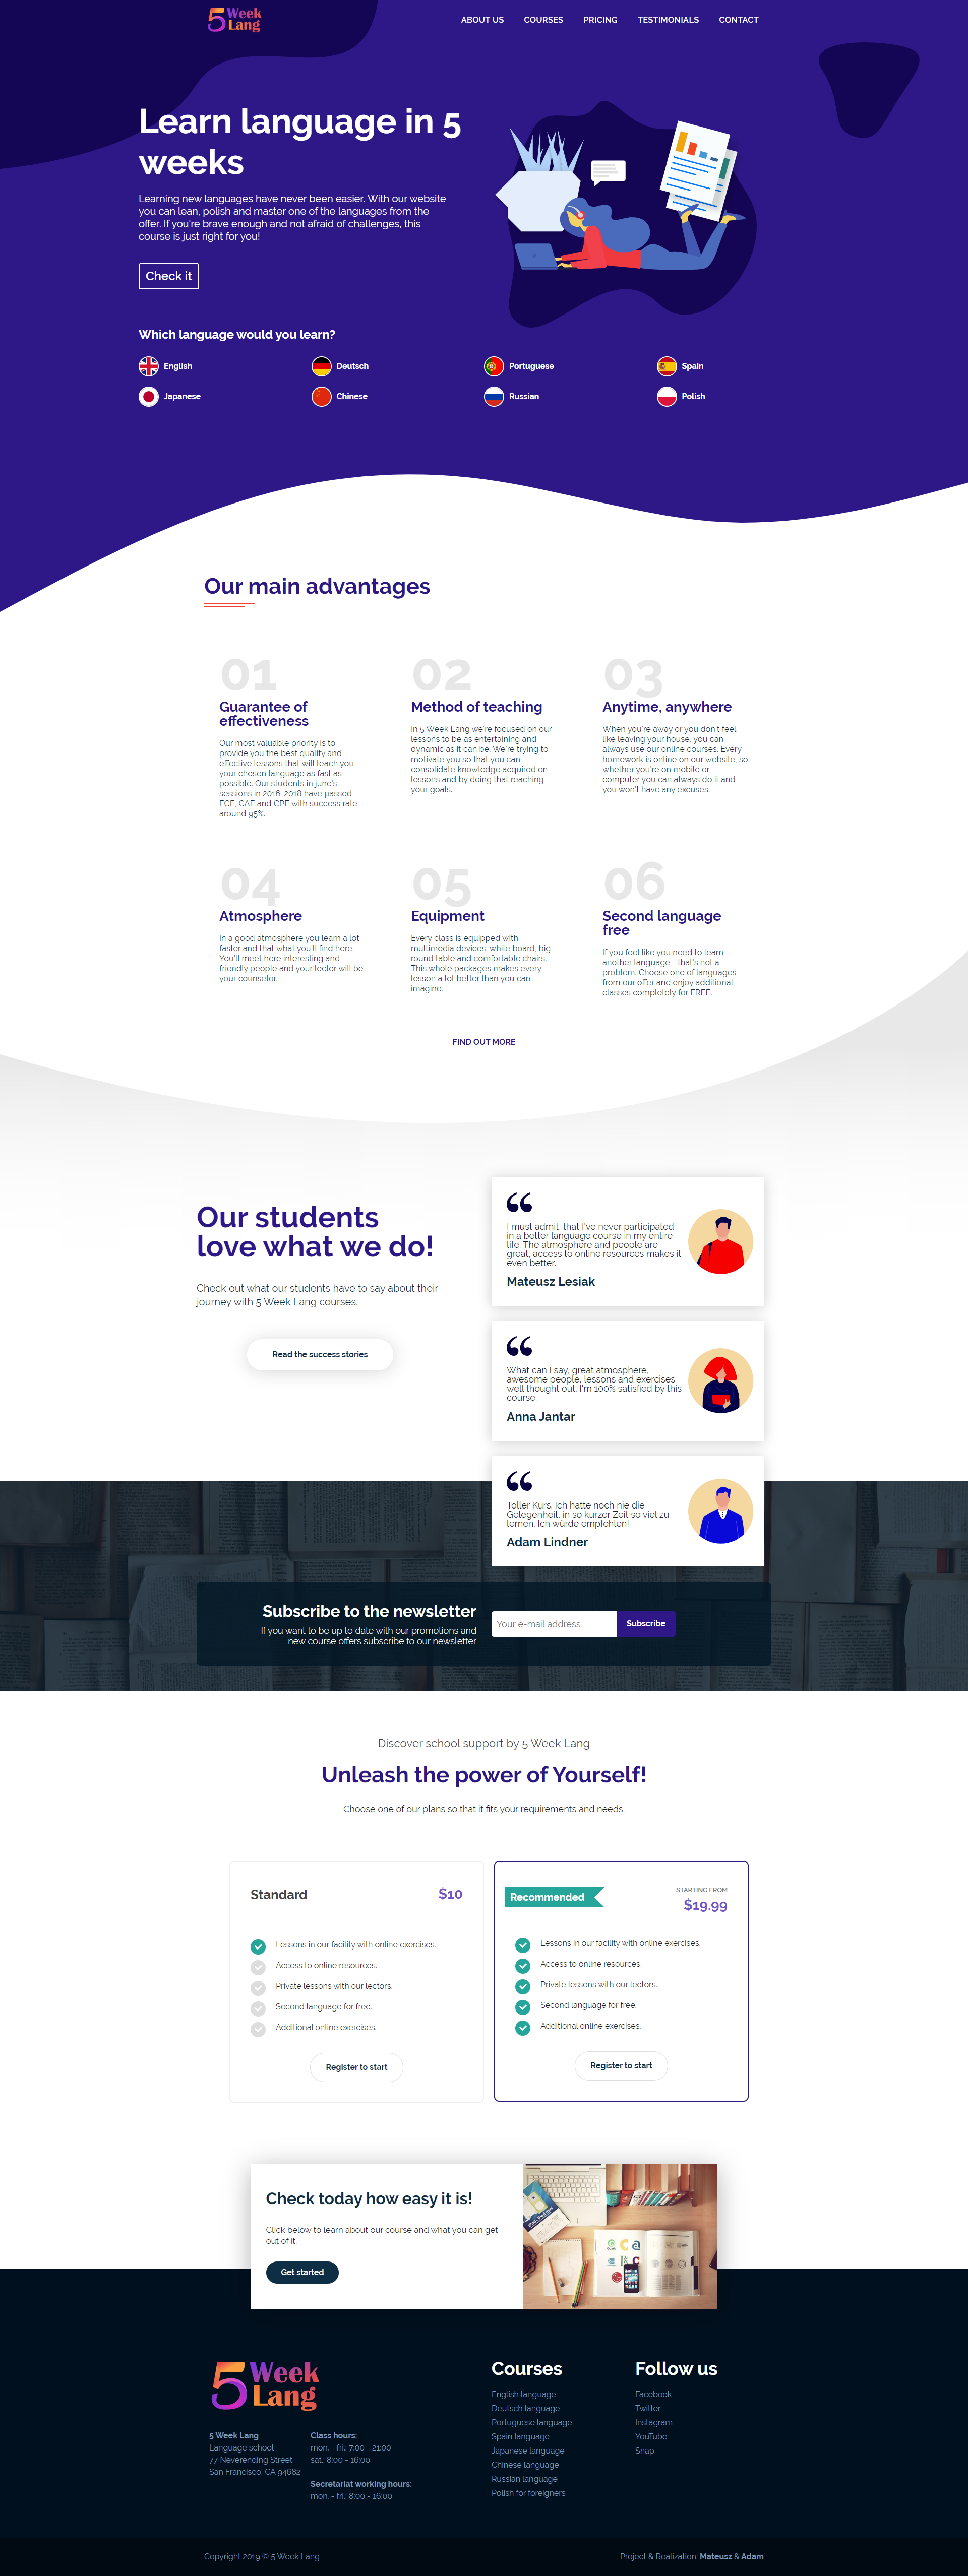 5 Week Lang
ABOUT US
COURSES
PRICING
TESTIMONIALS
CONTACT
Learn language in 5
weeks
Learning new languages have never been easier. With our website
you can lean, polish and master one of the languages from the
offer. If you're brave enough and not afraid of challenges, this
course is just right for you!
Check it
Which language would you learn?
English
Deutsch
Portuguese
Spain
Japanese
Chinese
Russian
Polish
Our main advantages
01
Guarantee of
effectiveness
Our most valuable priority is to
provide you the best quality and
effective lessons that will teach you
your chosen language as fast as
possible. Our students in june's
sessions in 2016-2018 have passed
FCE, CAE and CPE with success rate
around 95%.
02
Method of teaching
In 5 Week Lang we're focused on our
lessons to be as entertaining and
dynamic as it can be. We're trying to
motivate you so that you can
consolidate knowledge acquired on
lessons and by doing that reaching
your goals.
03
Anytime, anywhere
When you're away or you don't feel
like leaving your house, you can
always use our online courses. Every
homework is online on our website, so
whether you're on mobile or
computer you can always do it and
you won't have any excuses.
04
Atmosphere
In a good atmosphere you learn a lot
faster and that what you'll find here.
You'll meet here interesting and
friendly people and your lector will be
your counselor.
05
Equipment
Every class is equipped with
multimedia devices, white board, big
round table and comfortable chairs.
This whole packages makes every
lesson a lot better than you can
imagine.
06
Second language
free
If you feel like you need to learn
another language - that's not a
problem. Choose one of languages
from our offer and enjoy additional
classes completely for FREE.
FIND OUT MORE
Our students
love what we do!
Check out what our students have to say about their
journey with 5 Week Lang courses.
Read the success stories
“
I must admit, that I've never participated
in a better language course in my entire
life. The atmosphere and people are
great, access to online resources makes it
even better.
Mateusz Lesiak
“
What can I say, great atmosphere,
awesome people, lessons and exercises
well thought out. I'm 100% satisfied by this
course.
Anna Jantar
“
Toller Kurs. Ich hatte noch nie die
Gelegenheit, in so kurzer Zeit so viel zu
lernen. Ich würde empfehlen!
Adam Lindner
Subscribe to the newsletter
If you want to be up to date with our promotions and
new course offers subscribe to our newsletter
Your e-mail address
Subscribe
Discover school support by 5 Week Lang
Unleash the power of Yourself!
Choose one of our plans so that it fits your requirements and needs.
Standard
$10
Lessons in our facility with online exercises.
Access to online resources.
Private lessons with our lectors.
Second language for free.
Additional online exercises.
Register to start
Recommended
STARTING FROM
$19.99
Lessons in our facility with online exercises.
Access to online resources.
Private lessons with our lectors.
Second language for free.
Additional online exercises.
Register to start
Check today how easy it is!
Click below to learn about our course and what you can get
out of it.
Get started
5 Week Lang
5 Week Lang
Language school
77 Neverending Street
San Francisco, CA 94682
Class hours:
mon. - fri.: 7:00 - 21:00
sat.: 8:00 - 16:00
Secretariat working hours:
mon. - fri.: 8:00 - 16:00
Courses
English language
Deutsch language
Portuguese language
Spain language
Japanese language
Chinese language
Russian language
Polish for foreigners
Follow us
Facebook
Twitter
Instagram
YouTube
Snap
Copyright 2019 © 5 Week Lang
Project & Realization: Mateusz & Adam